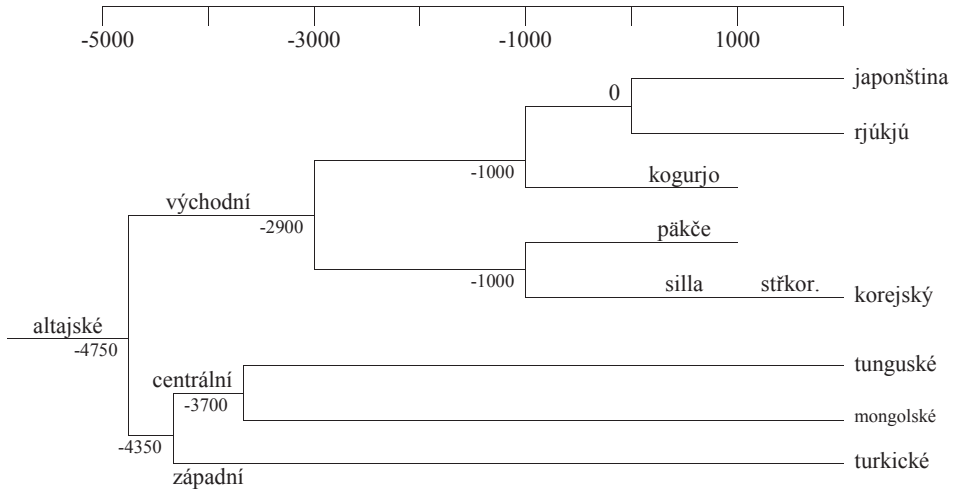 -5000 -3000 -1000 1000
japonština
0
rjúkjú
-1000
kogurjo
východní
-2900
päkče
-1000
silla střkor. korejský
altajské
-4750
tunguské
centrální
-3700
mongolské
-4350
turkické
západní